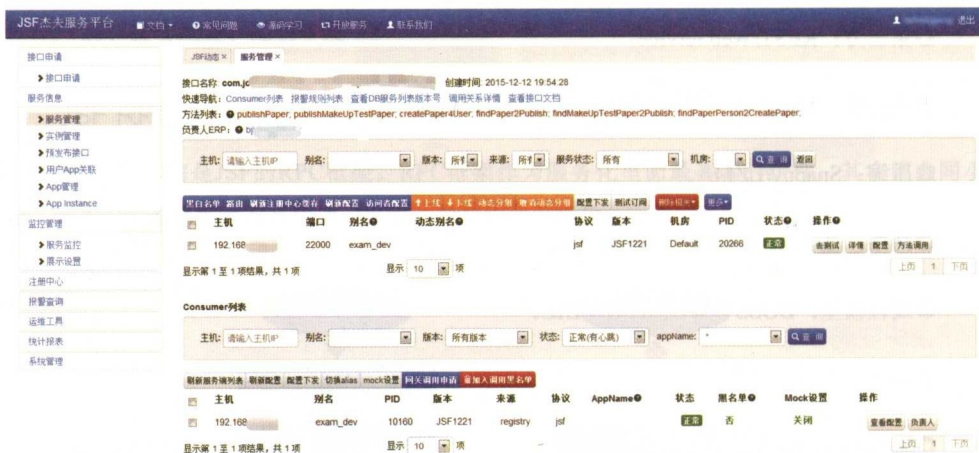 JSF杰夫服务平台 文档 常见问题 源码学习 开放服务 联系我们 退出
接口申请
接口申请
服务信息
服务管理
实例管理
预发布接口
用户App关联
App管理
App Instance
监控管理
服务监控
展示设置
注册中心
报警查询
运维工具
统计报表
系统管理
JSF动态 × 服务管理 ×
接口名称: com.jc 创建时间: 2015-12-12 19:54:28
快速导航: Consumer列表 报警规则列表 查看DB服务列表版本号 调用关系详情 查看接口文档
方法列表: publishPaper; publishMakeUpTestPaper; createPaper4User; findPaper2Publish; findMakeUpTestPaper2Publish; findPaperPerson2CreatePaper;
负责人ERP:
主机: 请输入主机IP 别名: 版本: 所有 来源: 所有 服务状态: 所有 机房: 查询 返回
黑白名单 路由 刷新注册中心缓存 刷新配置 访问者配置 上线 下线 动态分组 取消动态分组 配置下发 测试订阅 删除相关 更多
主机 端口 别名 动态别名 协议 版本 机房 PID 状态 操作
192.168 22000 exam_dev jsf JSF1221 Default 20266 正常 去测试 详情 配置 方法调用
显示第 1 至 1 项结果，共 1 项 显示 10 项 上页 1 下页
Consumer列表
主机: 请输入主机IP 别名: 版本: 所有版本 状态: 正常(有心跳) appName: * 查询
刷新服务端列表 刷新配置 配置下发 切换alias mock设置 网关调用申请 加入调用黑名单
主机 别名 PID 版本 来源 协议 AppName 状态 黑名单 Mock设置 操作
192.168 exam_dev 10160 JSF1221 registry jsf 正常 否 关闭 查看配置 负责人
显示第 1 至 1 项结果，共 1 项 显示 10 项 上页 1 下页